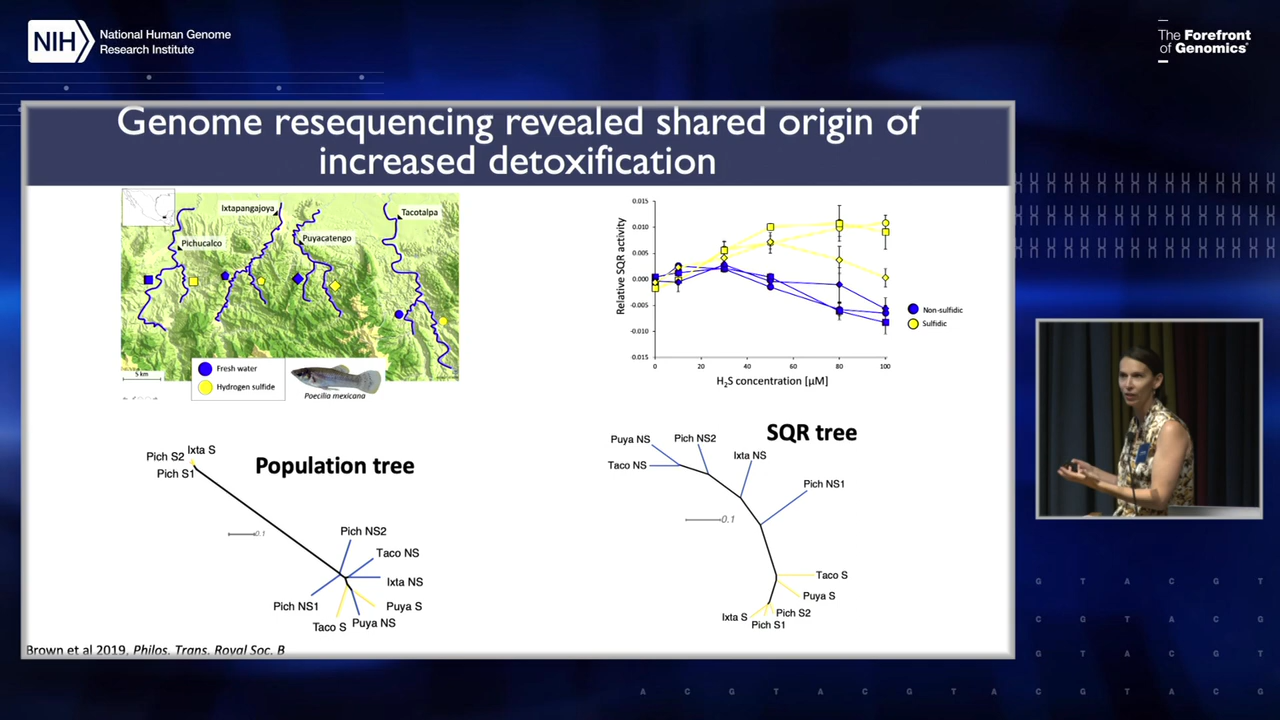 NIH
National Human Genome
Research Institute
The Forefront
of Genomics®
Genome resequencing revealed shared origin of
increased detoxification
Ixtapangajoya
Tacotalpa
Pichucalco
Puyacatengo
5 km
Fresh water
Hydrogen sulfide
Poecilia mexicana
Relative SQR activity
0.015
0.010
0.005
0.000
-0.005
-0.010
0.015
0
20
40
60
80
100
H₂S concentration [µM]
Non-sulfidic
Sulfidic
Population tree
Pich S2
Ixta S
Pich S1
0.1
Pich NS2
Taco NS
Ixta NS
Pich NS1
Puya S
Taco S
Puya NS
SQR tree
Puya NS
Pich NS2
Taco NS
Ixta NS
Pich NS1
0.1
Taco S
Puya S
Ixta S
Pich S2
Pich S1
Brown et al 2019, Philos. Trans. Royal Soc. B
G T A C G T
C G T A C G
G T A C G T
A C G T A C G T A C G T A C G T A C G